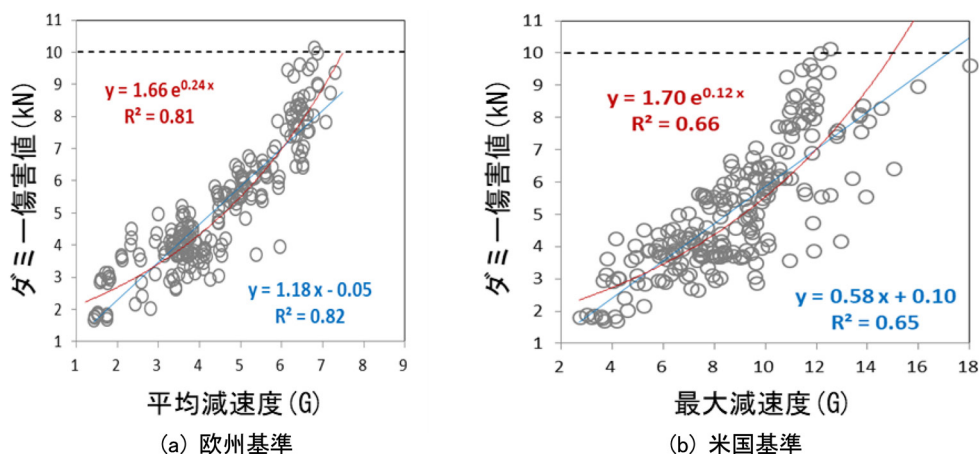 11
10
9
8
7
6
5
4
3
2
1
ダミー傷害値(kN)
y = 1.66 e^0.24 x
R² = 0.81
y = 1.18 x - 0.05
R² = 0.82
1 2 3 4 5 6 7 8 9
平均減速度(G)
(a) 欧州基準
11
10
9
8
7
6
5
4
3
2
1
ダミー傷害値(kN)
y = 1.70 e^0.12 x
R² = 0.66
y = 0.58 x + 0.10
R² = 0.65
2 4 6 8 10 12 14 16 18
最大減速度(G)
(b) 米国基準